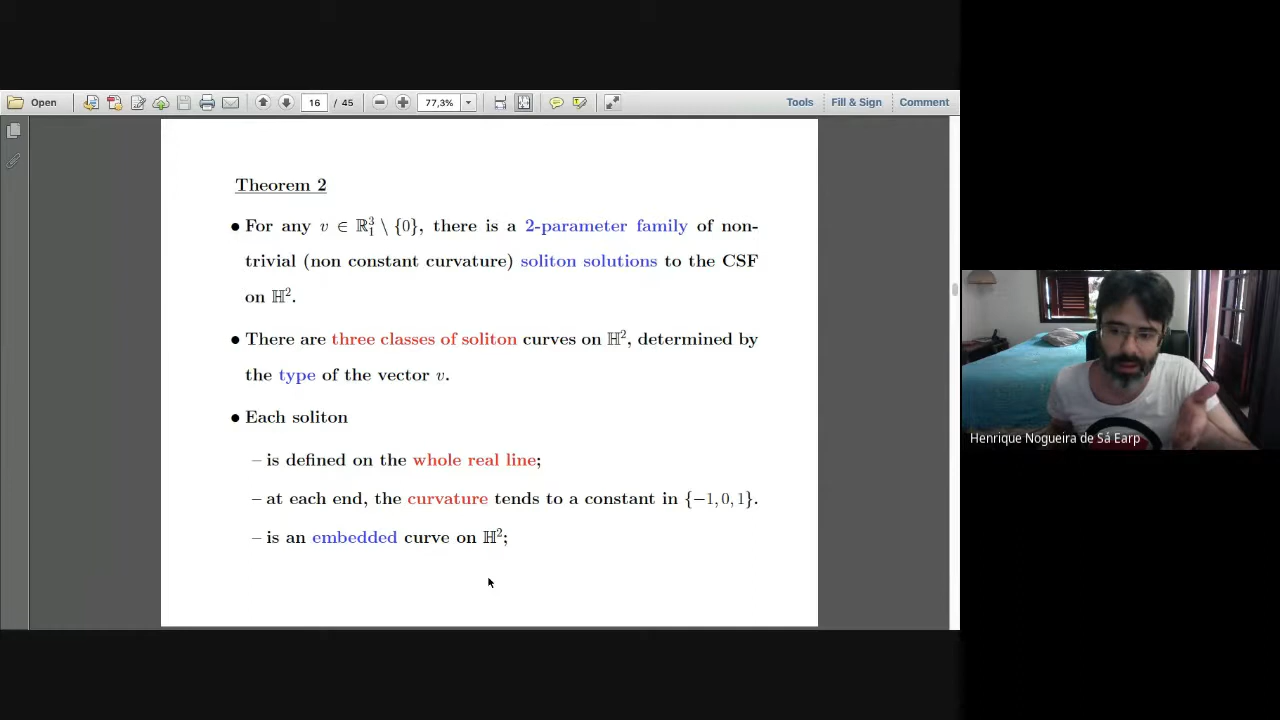 Open 16 / 45 77,3% Tools Fill & Sign Comment
Theorem 2
• For any v ∈ ℝ³₁ \ {0}, there is a 2-parameter family of non-
trivial (non constant curvature) soliton solutions to the CSF
on ℍ².
• There are three classes of soliton curves on ℍ², determined by
the type of the vector v.
• Each soliton
– is defined on the whole real line;
– at each end, the curvature tends to a constant in {−1, 0, 1}.
– is an embedded curve on ℍ²;
Henrique Nogueira de Sá Earp